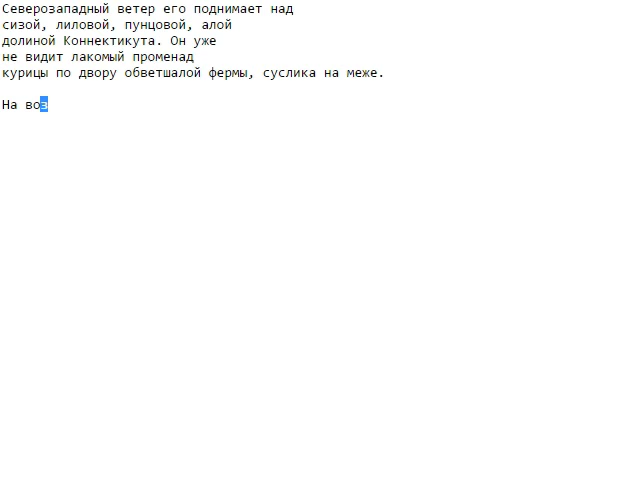 Северозападный ветер его поднимает над
сизой, лиловой, пунцовой, алой
долиной Коннектикута. Он уже
не видит лакомый променад
курицы по двору обветшалой фермы, суслика на меже.
На воз